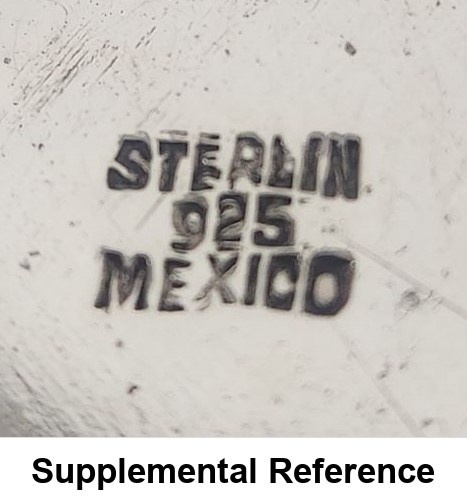 STERLIN
925
MEXICO
Supplemental Reference